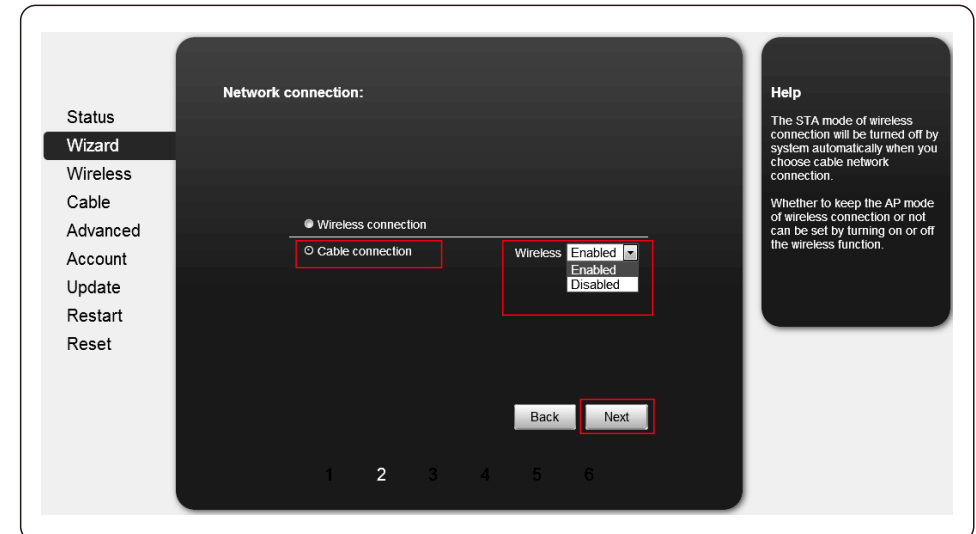 Status
Wizard
Wireless
Cable
Advanced
Account
Update
Restart
Reset
Network connection:
Wireless connection
Cable connection
Wireless Enabled
Enabled
Disabled
Back Next
1 2 3 4 5 6
Help
The STA mode of wireless
connection will be turned off by
system automatically when you
choose cable network
connection.
Whether to keep the AP mode
of wireless connection or not
can be set by turning on or off
the wireless function.